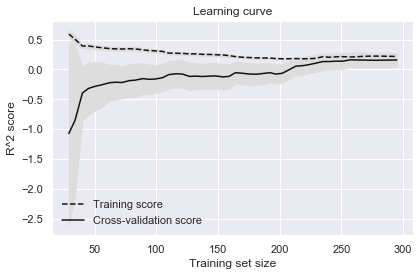 Learning curve
R^2 score
0.5
0.0
−0.5
−1.0
−1.5
−2.0
−2.5
Training score
Cross-validation score
50
100
150
200
250
300
Training set size